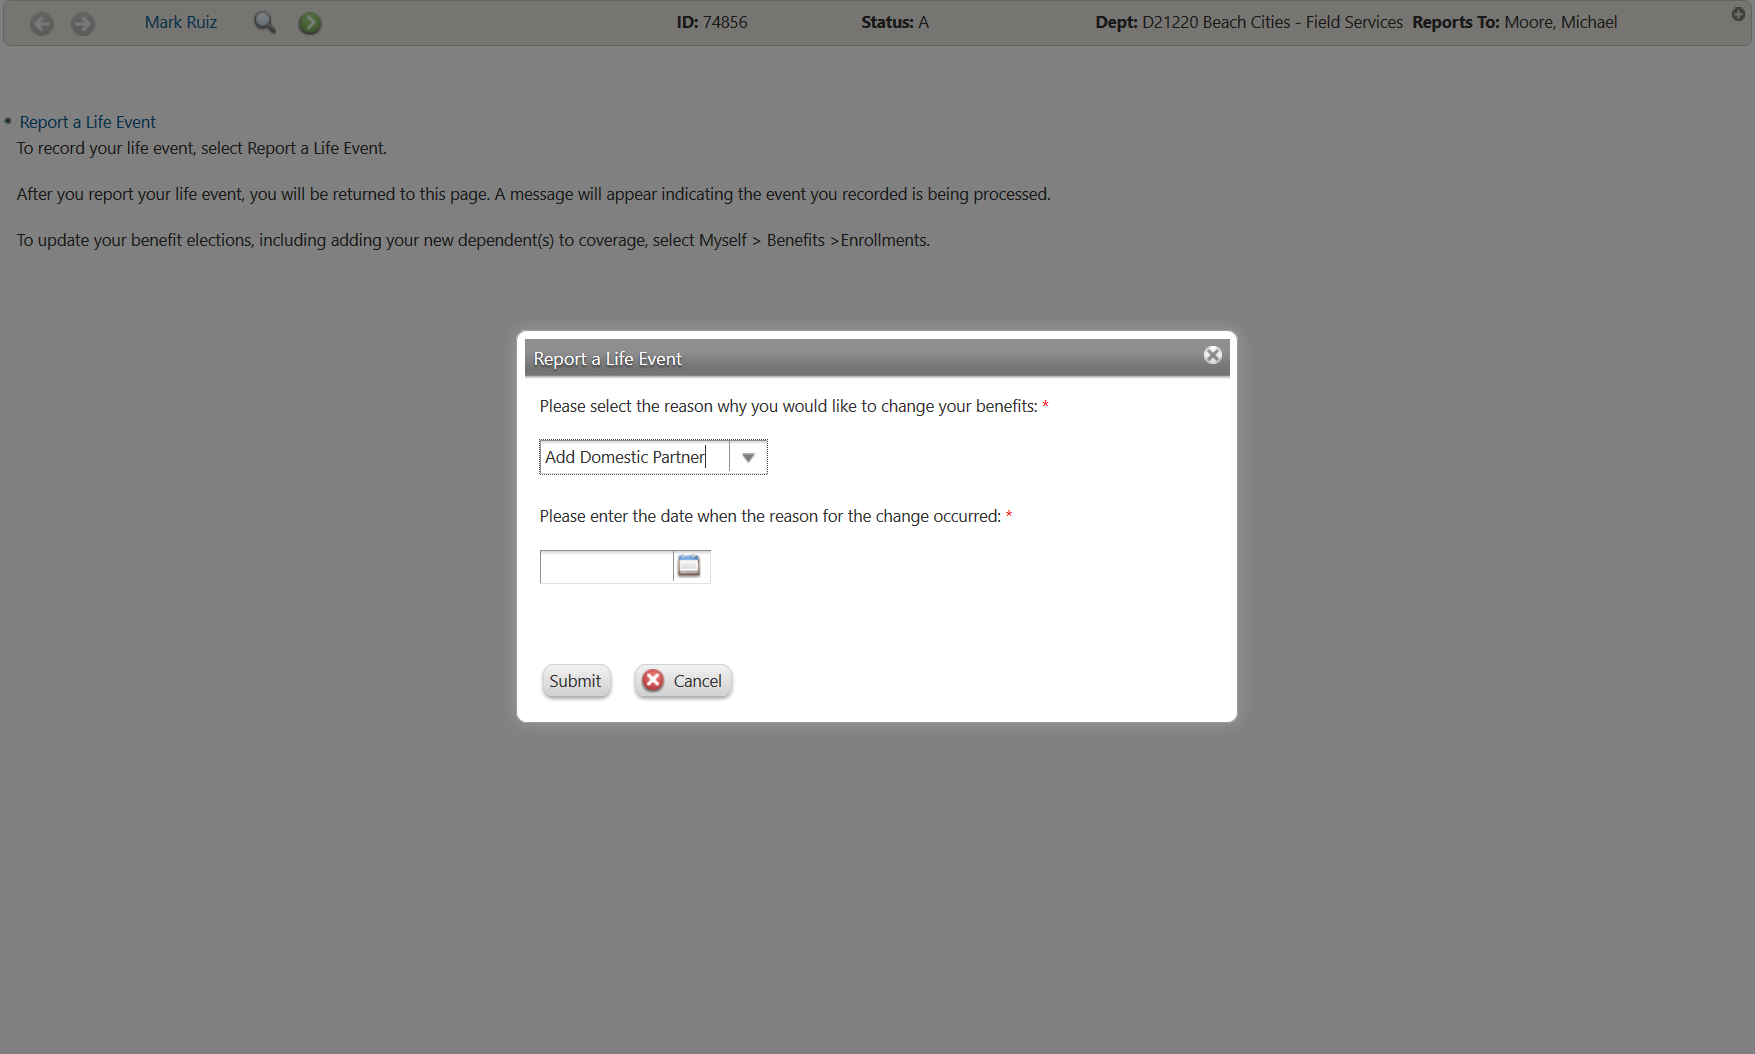 Mark Ruiz ID: 74856 Status: A Dept: D21220 Beach Cities - Field Services Reports To: Moore, Michael
Report a Life Event
To record your life event, select Report a Life Event.
After you report your life event, you will be returned to this page. A message will appear indicating the event you recorded is being processed.
To update your benefit elections, including adding your new dependent(s) to coverage, select Myself > Benefits >Enrollments.
Report a Life Event
Please select the reason why you would like to change your benefits: *
Add Domestic Partner
Please enter the date when the reason for the change occurred: *
Submit Cancel